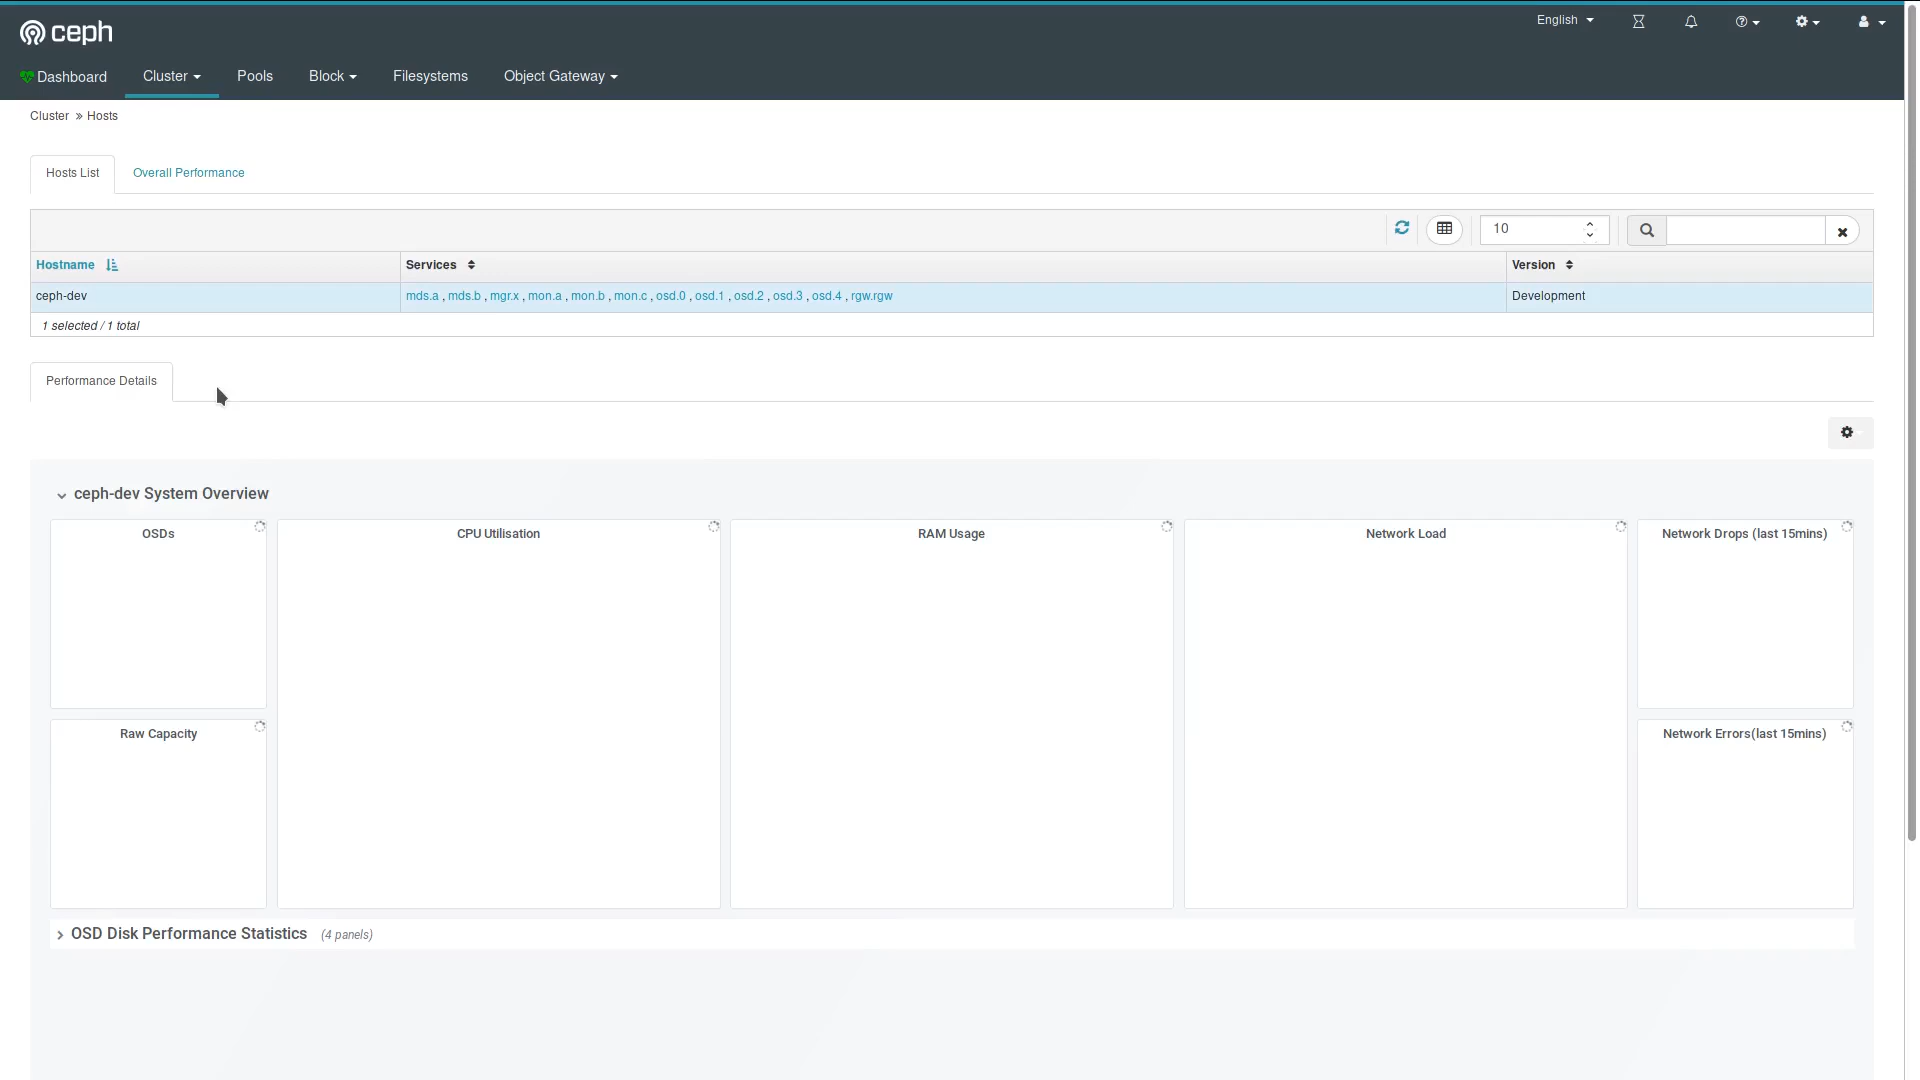 ceph
English
Dashboard Cluster Pools Block Filesystems Object Gateway
Cluster » Hosts
Hosts List Overall Performance
10
Hostname Services Version
ceph-dev mds.a , mds.b , mgr.x , mon.a , mon.b , mon.c , osd.0 , osd.1 , osd.2 , osd.3 , osd.4 , rgw.rgw Development
1 selected / 1 total
Performance Details
ceph-dev System Overview
OSDs CPU Utilisation RAM Usage Network Load Network Drops (last 15mins)
Raw Capacity Network Errors(last 15mins)
OSD Disk Performance Statistics (4 panels)